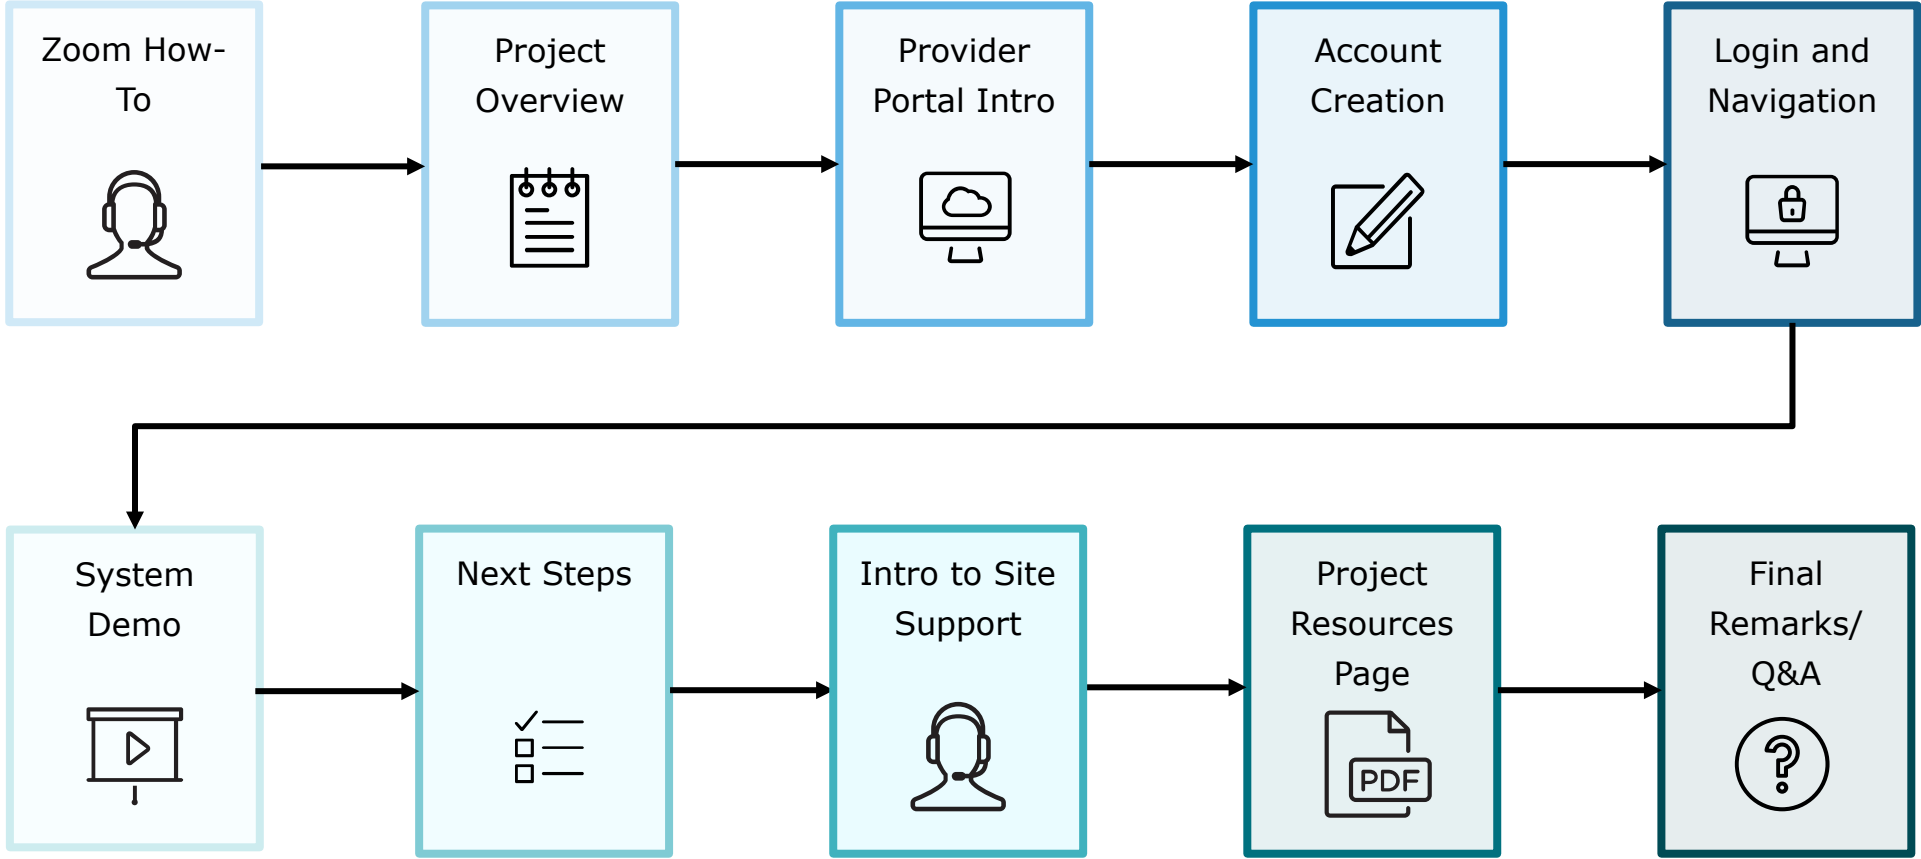 Zoom How-
To
Project
Overview
Provider
Portal Intro
Account
Creation
Login and
Navigation
System
Demo
Next Steps
Intro to Site
Support
Project
Resources
Page
PDF
Final
Remarks/
Q&A
?